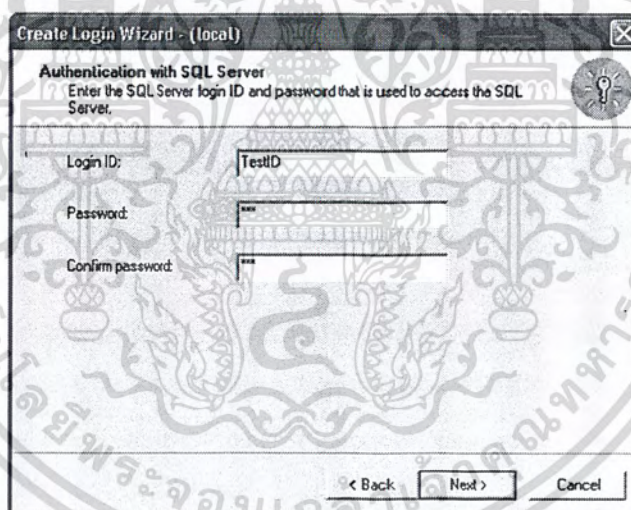 Create Login Wizard - (local)
Authentication with SQL Server
Enter the SQL Server login ID and password that is used to access the SQL
Server.
Login ID:
TestID
Password:
***
Confirm password:
***
< Back
Next >
Cancel